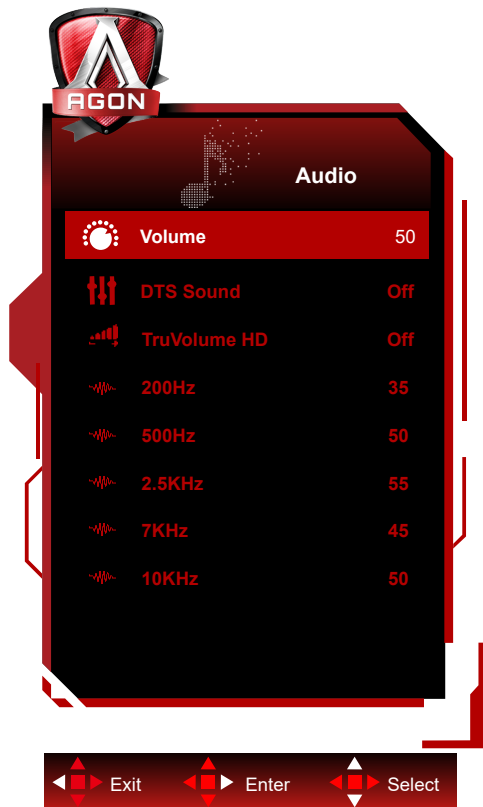 AGON
Audio
Volume 50
DTS Sound Off
TruVolume HD Off
200Hz 35
500Hz 50
2.5KHz 55
7KHz 45
10KHz 50
Exit Enter Select